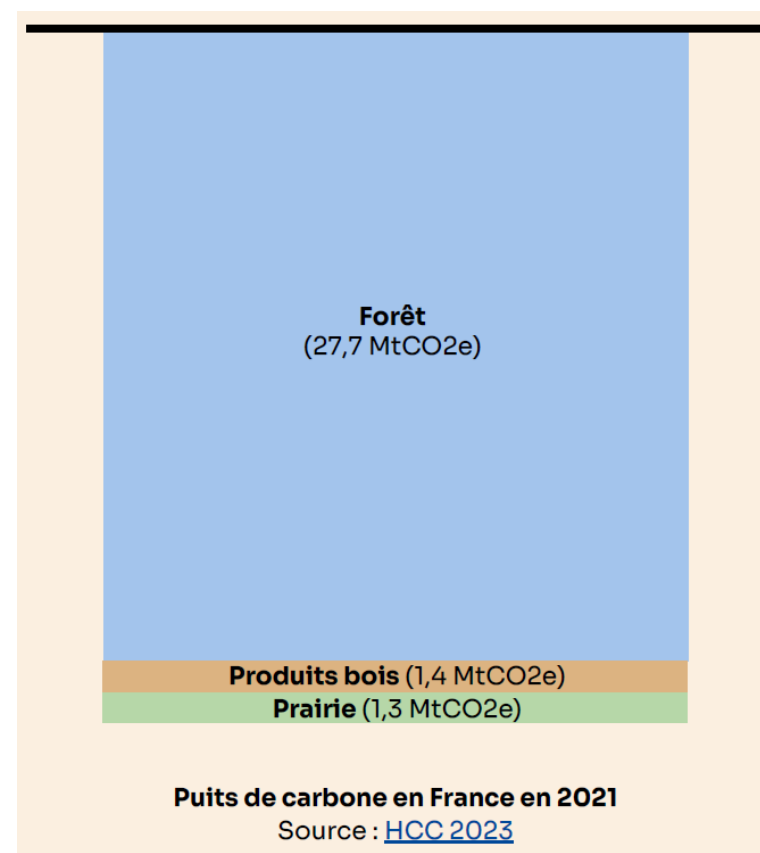 Forêt
(27,7 MtCO2e)
Produits bois (1,4 MtCO2e)
Prairie (1,3 MtCO2e)
Puits de carbone en France en 2021
Source : HCC 2023